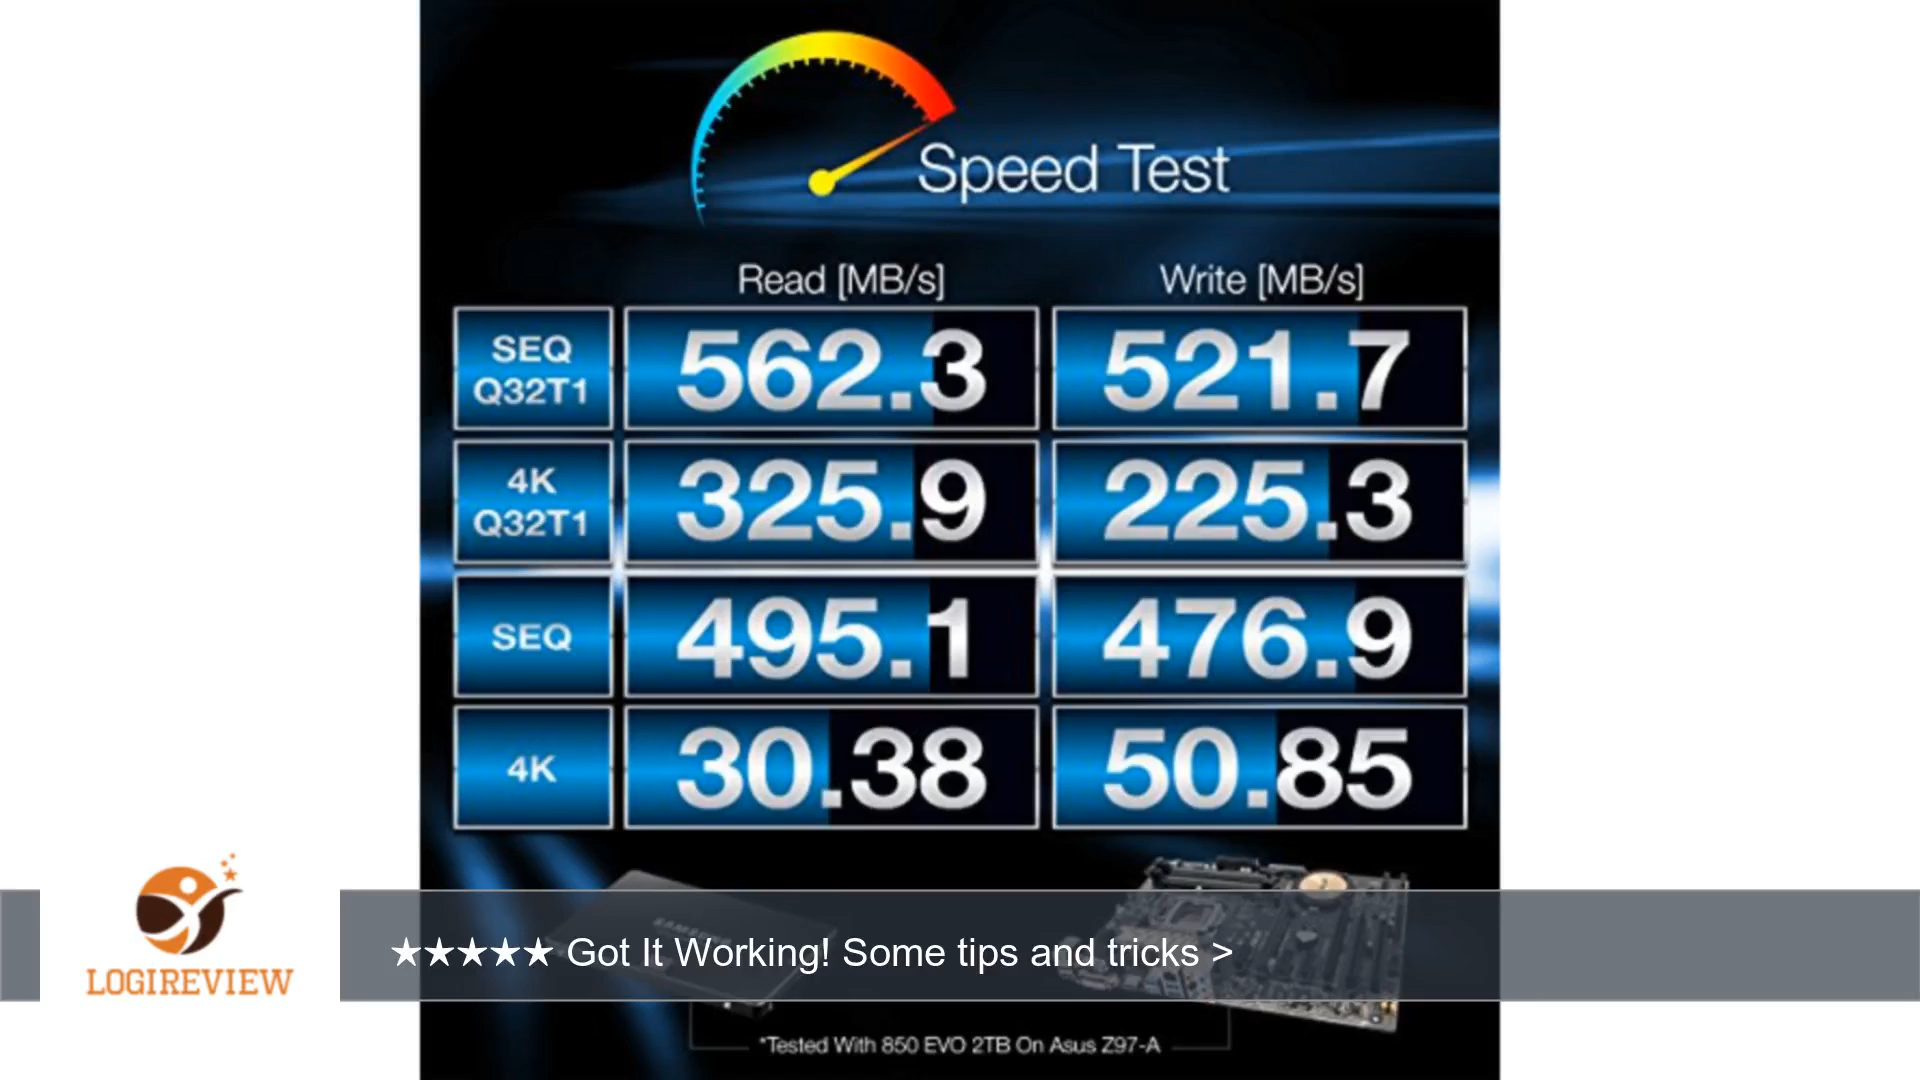 Speed Test
Read [MB/s] Write [MB/s]
SEQ
Q32T1
562.3 521.7
4K
Q32T1
325.9 225.3
SEQ 495.1 476.9
4K 30.38 50.85
SAMSUNG
★★★★★ Got It Working! Some tips and tricks >
LOGIREVIEW
*Tested With 850 EVO 2TB On Asus Z97-A